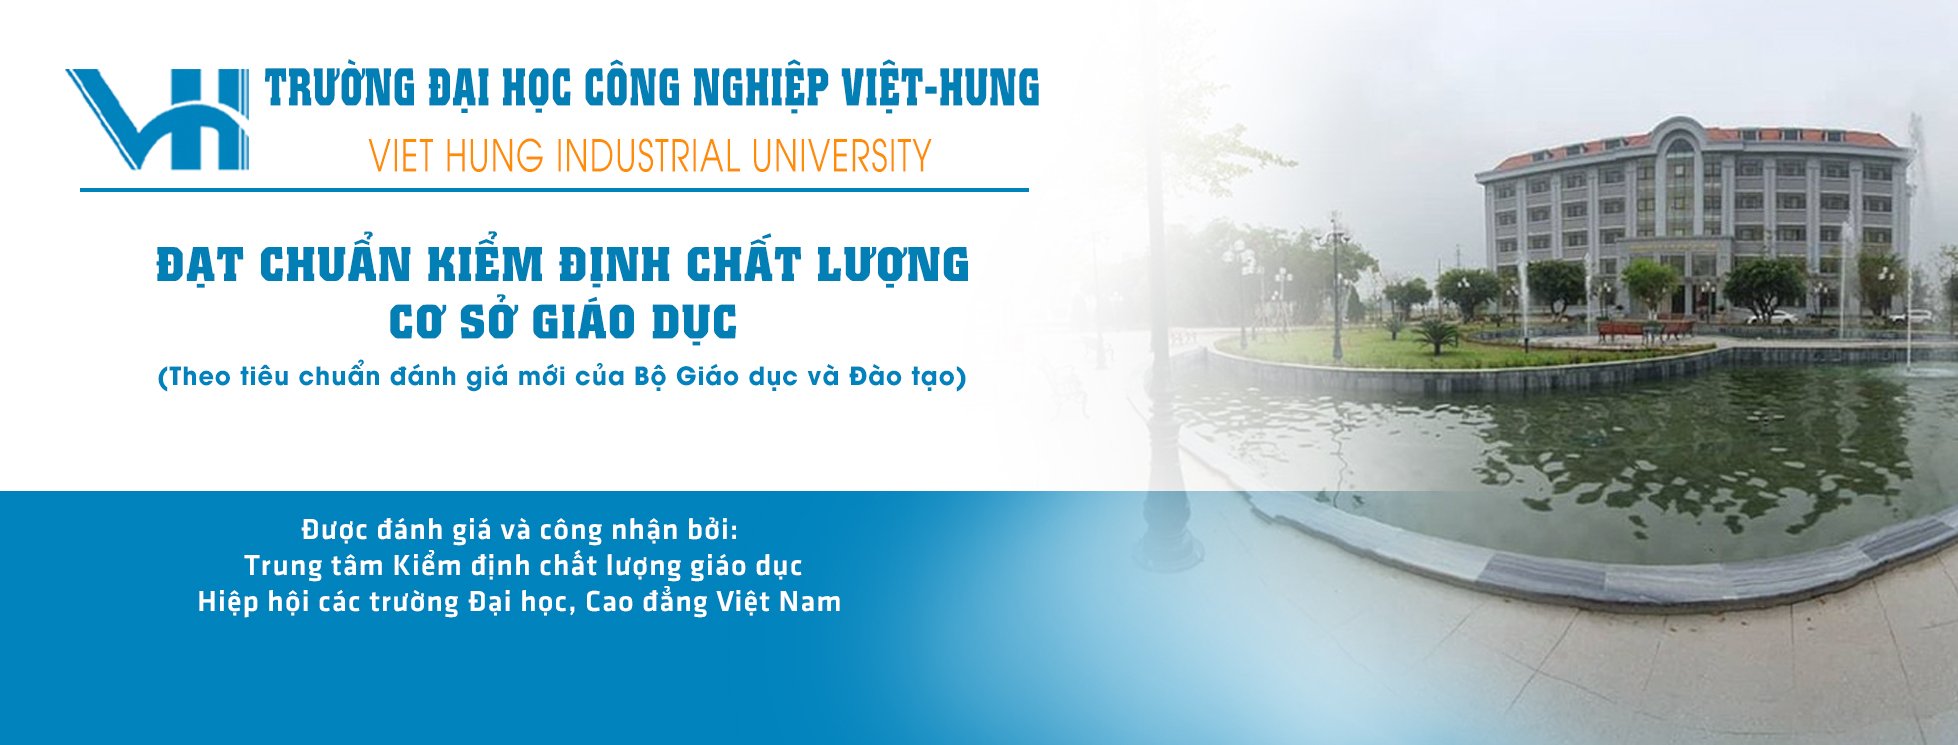 VH
TRƯỜNG ĐẠI HỌC CÔNG NGHIỆP VIỆT-HUNG
VIET HUNG INDUSTRIAL UNIVERSITY
ĐẠT CHUẨN KIỂM ĐỊNH CHẤT LƯỢNG
CƠ SỞ GIÁO DỤC
(Theo tiêu chuẩn đánh giá mới của Bộ Giáo dục và Đào tạo)
Được đánh giá và công nhận bởi:
Trung tâm Kiểm định chất lượng giáo dục
Hiệp hội các trường Đại học, Cao đẳng Việt Nam